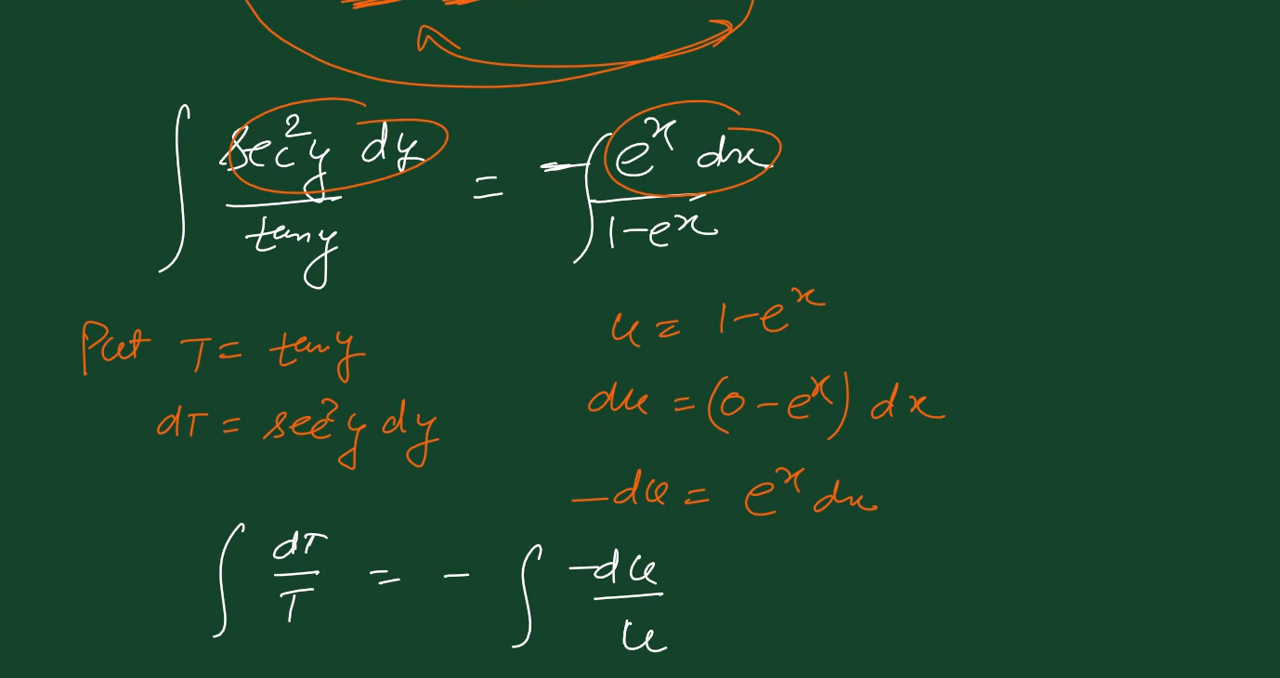 ∫ sec²y dy / tany = -∫ eˣ dx / 1-eˣ
Put T = tany
u = 1-eˣ
dT = sec²y dy
du = (0-eˣ) dx
-du = eˣ dx
∫ dT / T = - ∫ -du / u